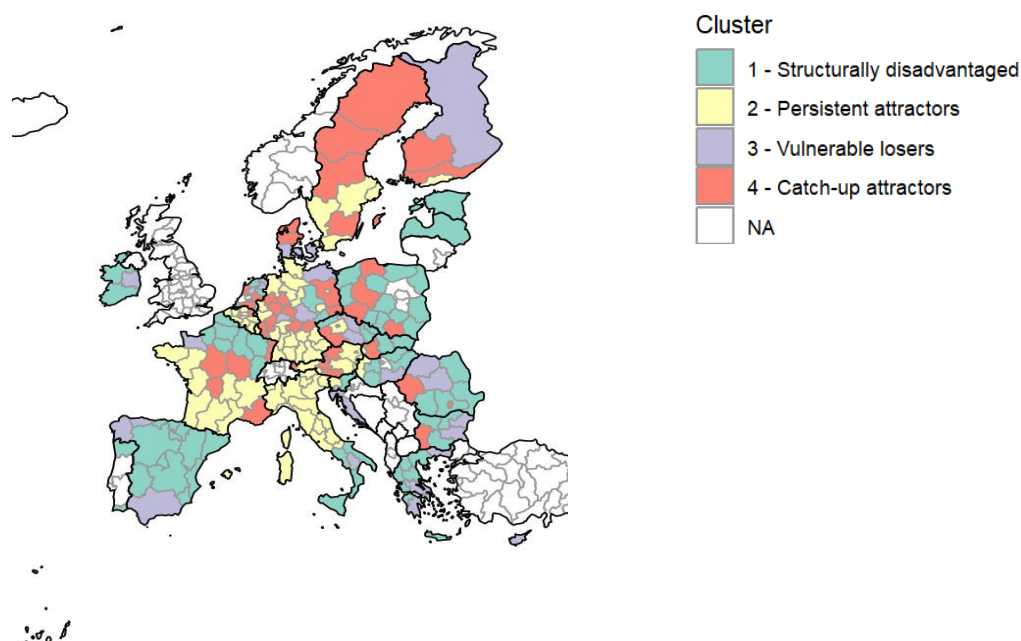 Cluster
1 - Structurally disadvantaged
2 - Persistent attractors
3 - Vulnerable losers
4 - Catch-up attractors
NA